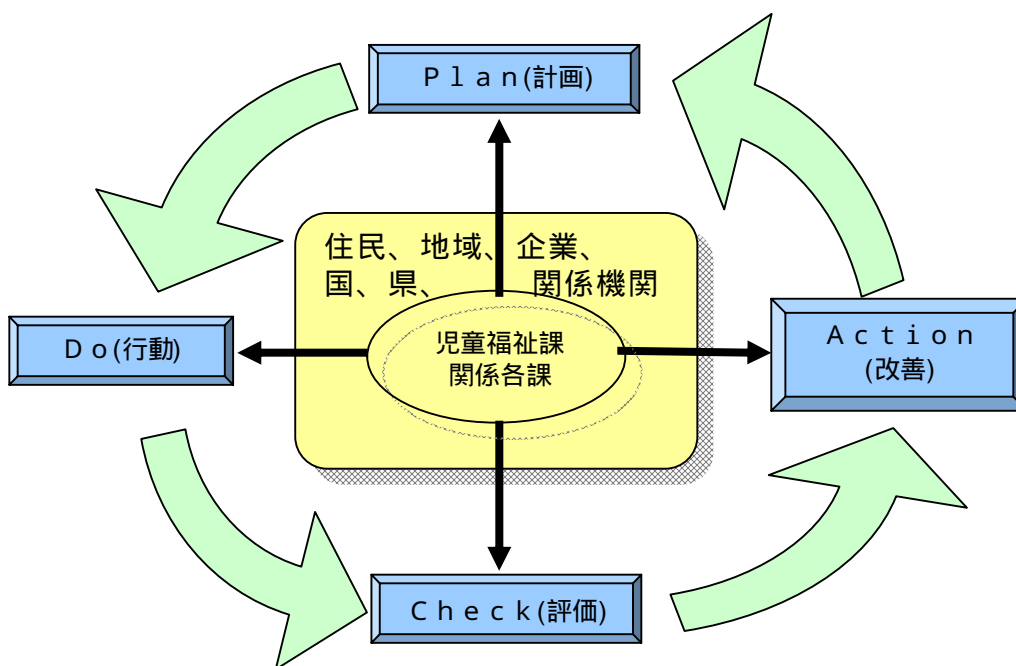 Ｐｌａｎ(計画)
住民、地域、企業、
国、県、　　　関係機関
Ｄｏ(行動)
児童福祉課
関係各課
Ａｃｔｉｏｎ
(改善)
Ｃｈｅｃｋ(評価)